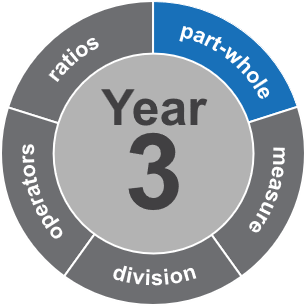 Year
3
part-whole
measure
division
operators
ratios